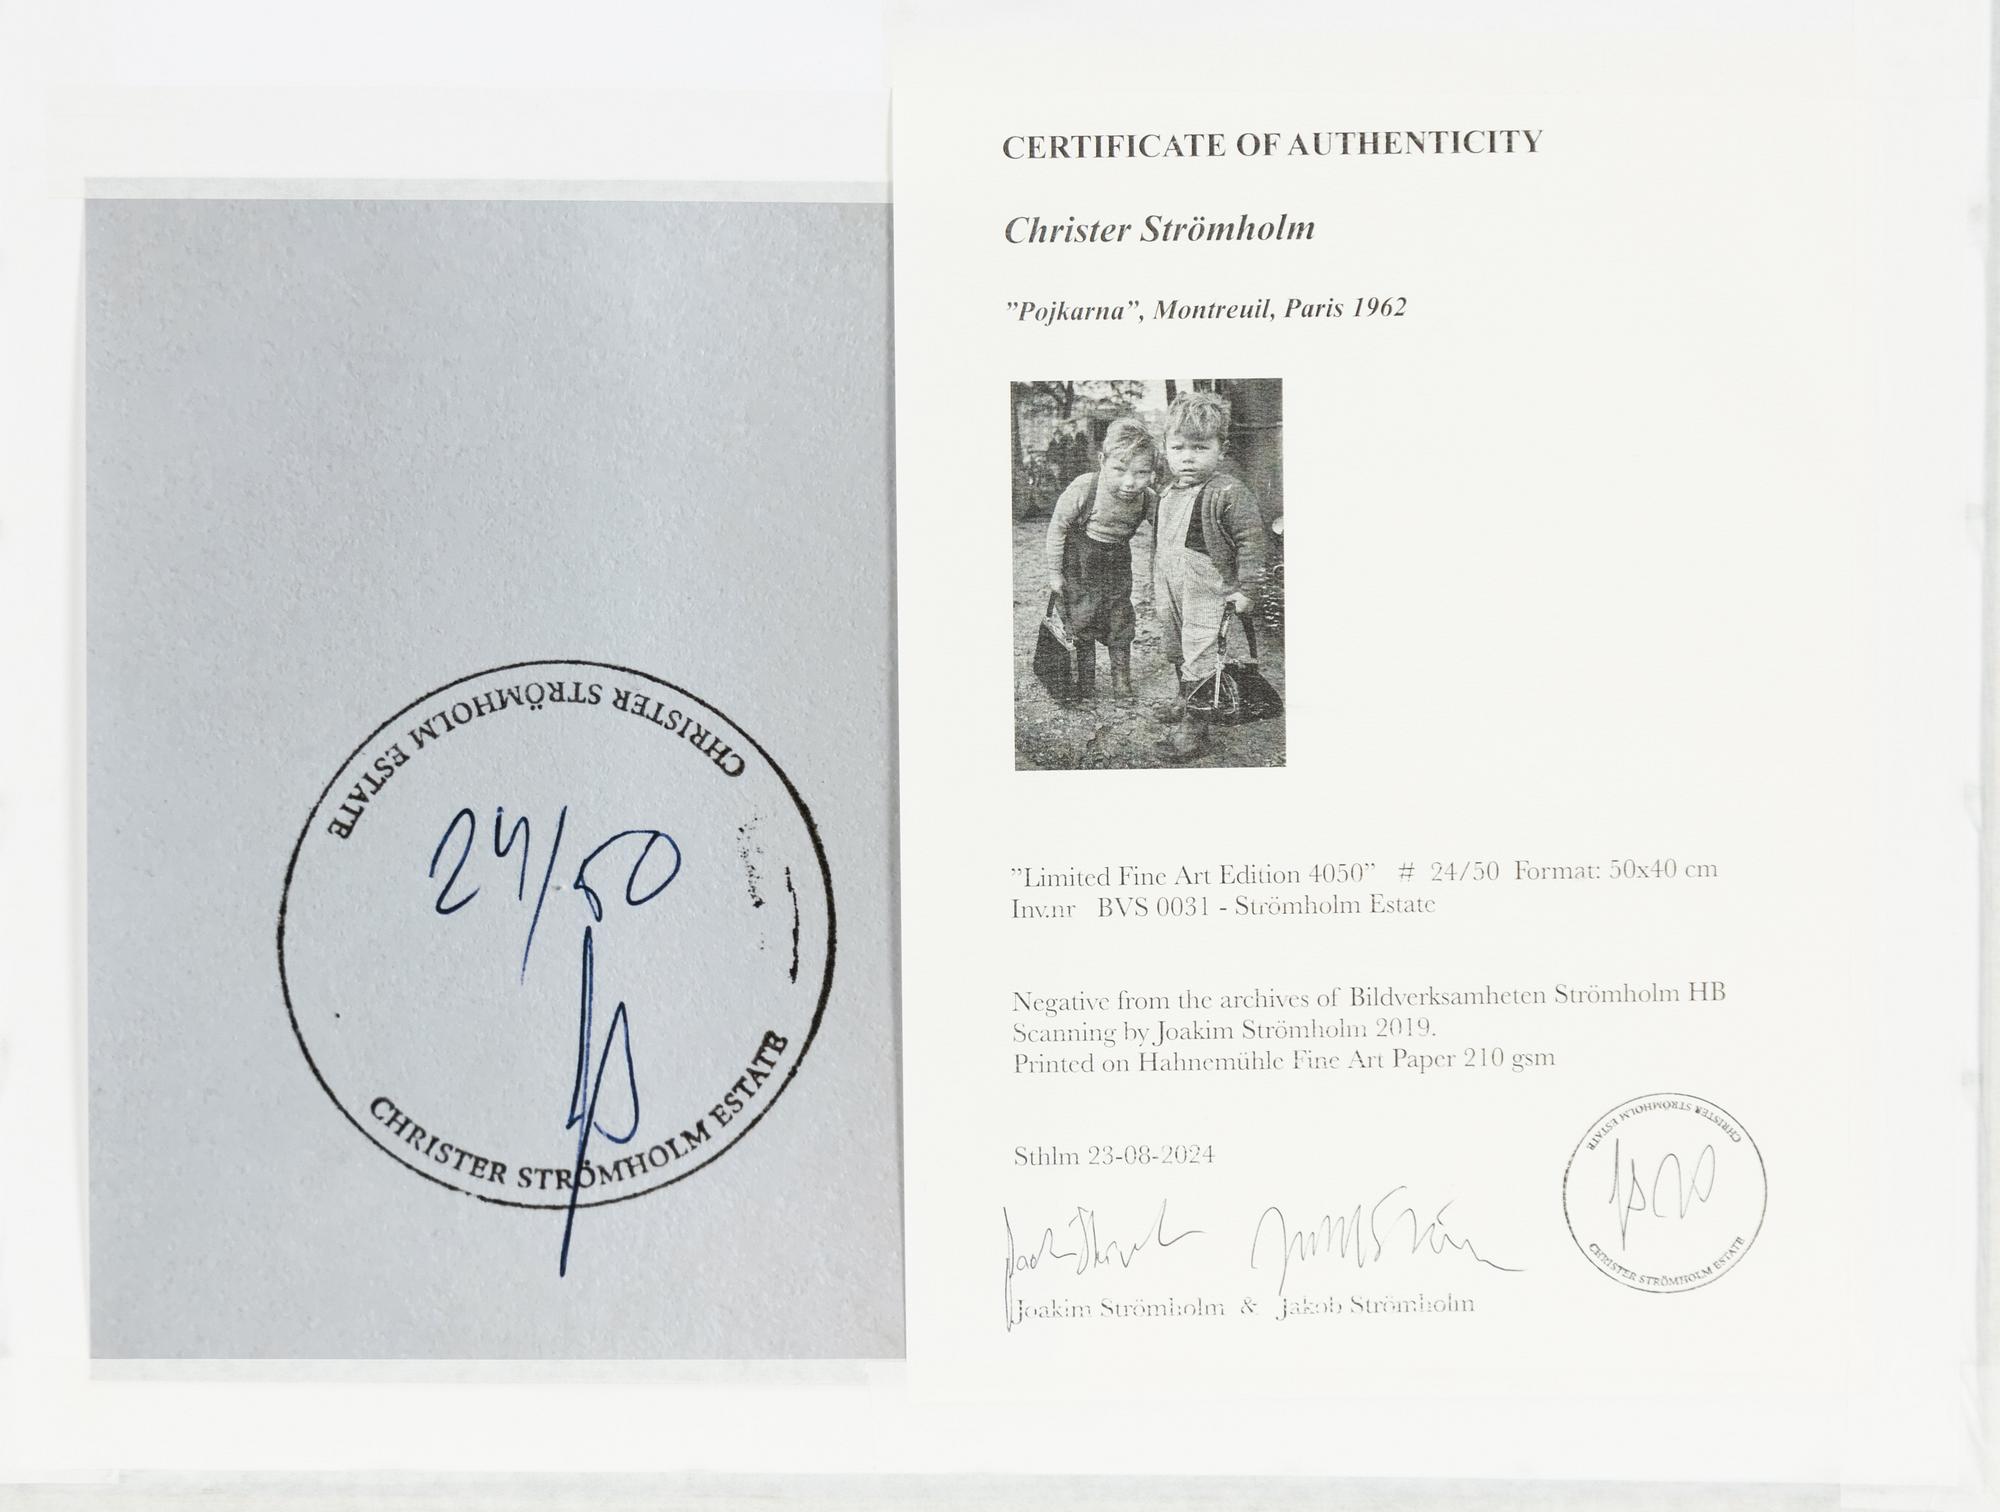 CHRISTER STRÖMHOLM ESTATE
24/50
CHRISTER STRÖMHOLM ESTATE
CERTIFICATE OF AUTHENTICITY
Christer Strömholm
”Pojkarna”, Montreuil, Paris 1962
”Limited Fine Art Edition 4050” # 24/50 Format: 50x40 cm
Inv.nr BVS 0031 - Strömholm Estate
Negative from the archives of Bildverksamheten Strömholm HB
Scanning by Joakim Strömholm 2019.
Printed on Hahnemühle Fine Art Paper 210 gsm
Sthlm 23-08-2024
CHRISTER STRÖMHOLM ESTATE
CHRISTER STRÖMHOLM ESTATE
Joakim Strömholm & Jakob Strömholm